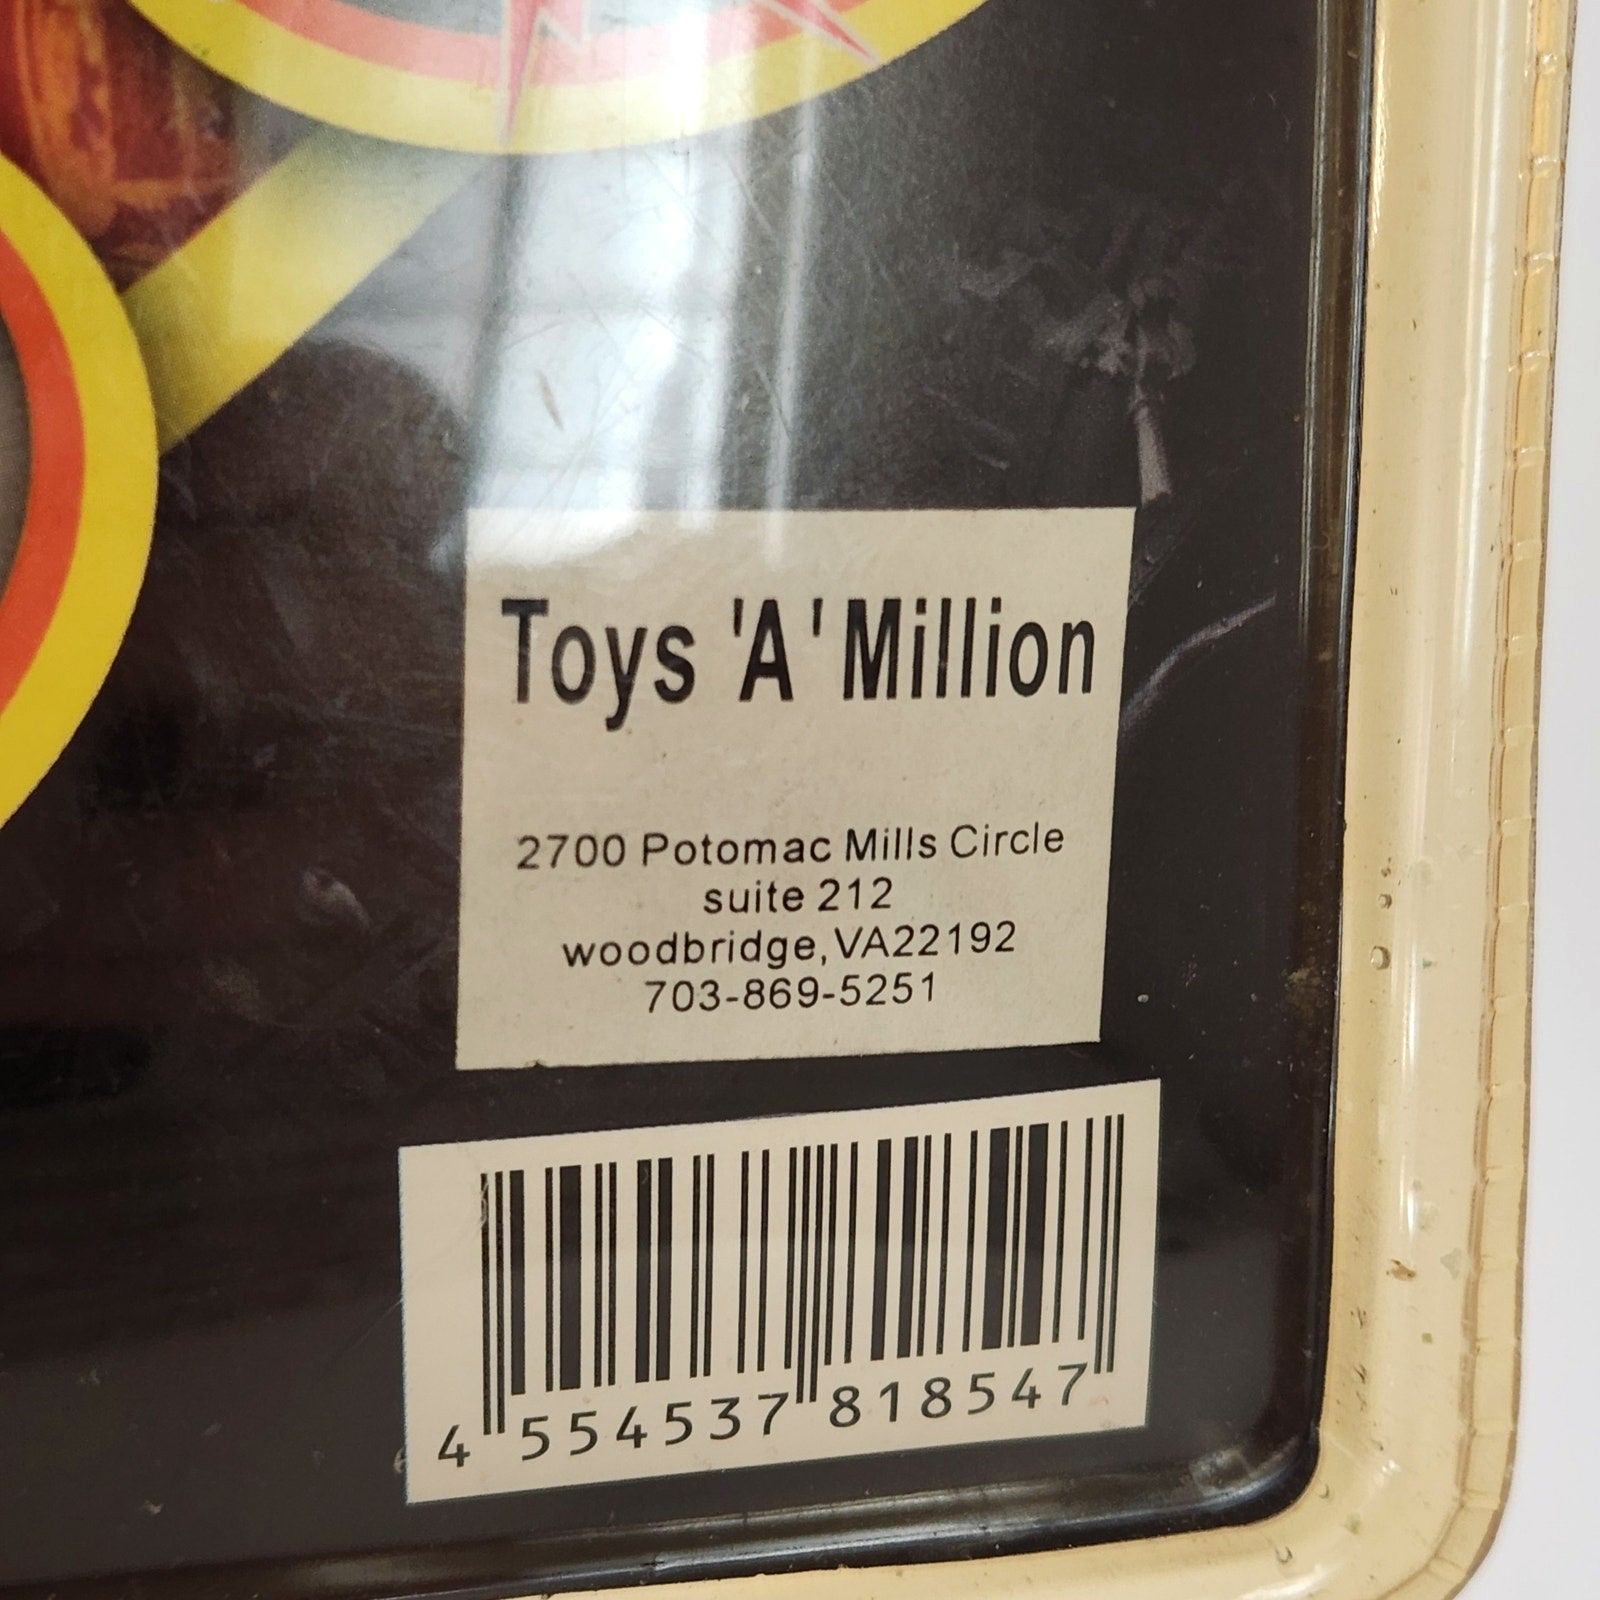 Toys 'A' Million
2700 Potomac Mills Circle
suite 212
woodbridge,VA22192
703-869-5251
4 554537 818547